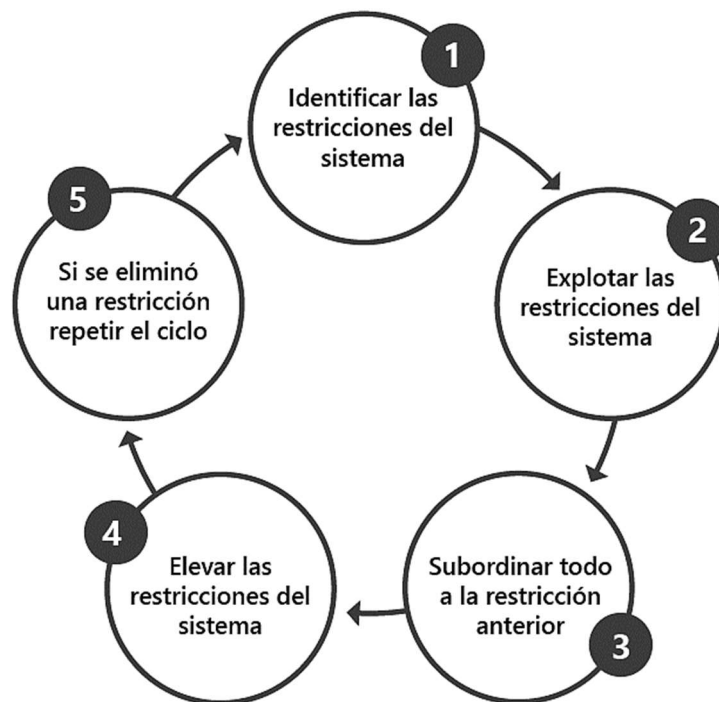 1
Identificar las
restricciones del
sistema
2
Explotar las
restricciones del
sistema
3
Subordinar todo
a la restricción
anterior
4
Elevar las
restricciones del
sistema
5
Si se eliminó
una restricción
repetir el ciclo